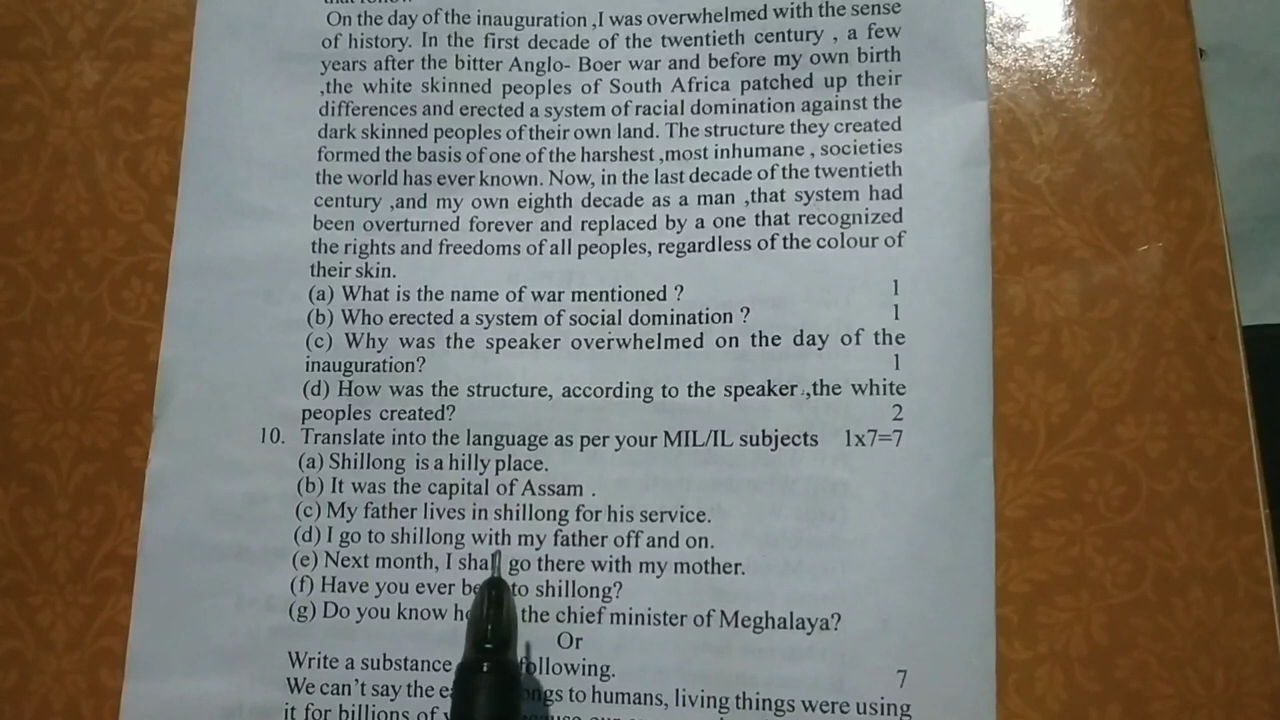 On the day of the inauguration ,I was overwhelmed with the sense
of history. In the first decade of the twentieth century , a few
years after the bitter Anglo- Boer war and before my own birth
,the white skinned peoples of South Africa patched up their
differences and erected a system of racial domination against the
dark skinned peoples of their own land. The structure they created
formed the basis of one of the harshest ,most inhumane , societies
the world has ever known. Now, in the last decade of the twentieth
century ,and my own eighth decade as a man ,that system had
been overturned forever and replaced by a one that recognized
the rights and freedoms of all peoples, regardless of the colour of
their skin.
(a) What is the name of war mentioned ? 1
(b) Who erected a system of social domination ? 1
(c) Why was the speaker overwhelmed on the day of the
inauguration? 1
(d) How was the structure, according to the speaker.,the white
peoples created? 2
10. Translate into the language as per your MIL/IL subjects 1x7=7
(a) Shillong is a hilly place.
(b) It was the capital of Assam .
(c) My father lives in shillong for his service.
(d) I go to shillong with my father off and on.
(e) Next month, I shall go there with my mother.
(f) Have you ever to shillong?
(g) Do you know the chief minister of Meghalaya?
Or
Write a substance following.
7
We can't say the to humans, living things were using
it for billions of